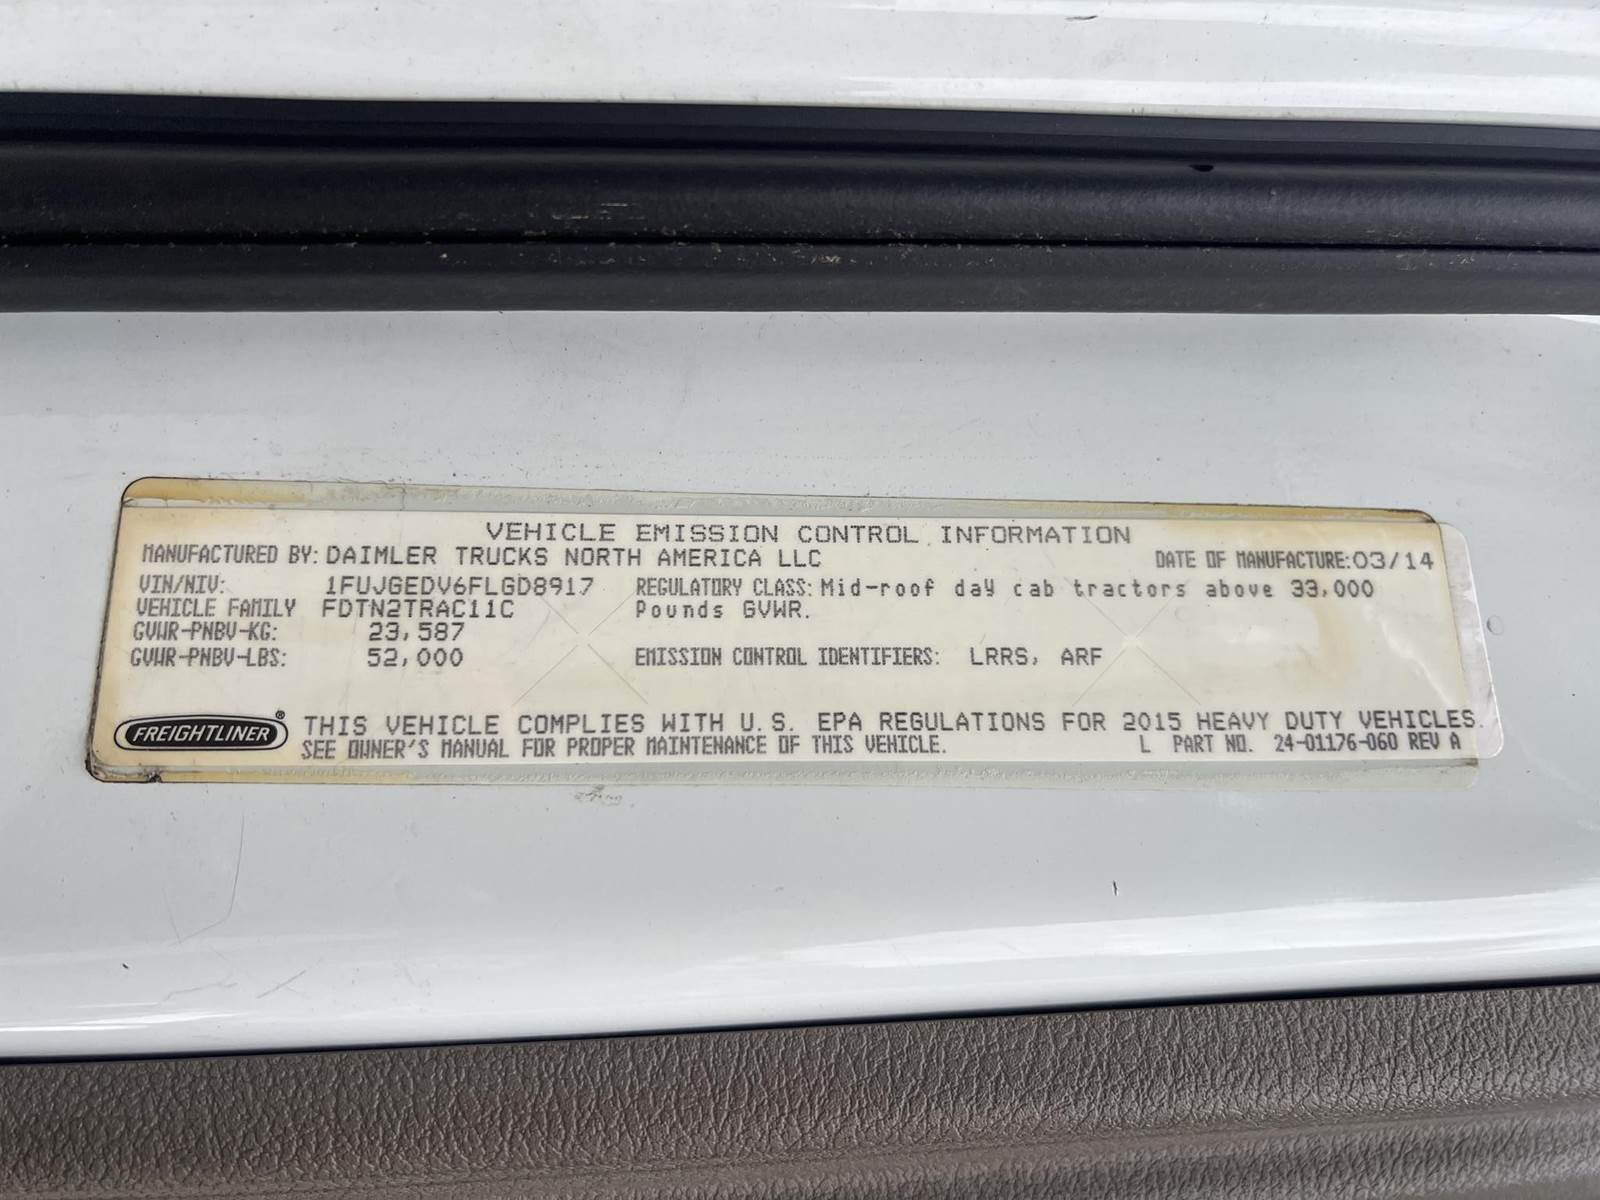 VEHICLE EMISSION CONTROL INFORMATION
MANUFACTURED BY: DAIMLER TRUCKS NORTH AMERICA LLC DATE OF MANUFACTURE: 03/14
VIN/NIV: 1FUJGEDV6FLGD8917 REGULATORY CLASS: Mid-roof day cab tractors above 33,000
VEHICLE FAMILY FDTN2TRAC11C Pounds GVWR.
GVWR-PNBV-KG: 23,587
GVWR-PNBV-LBS: 52,000 EMISSION CONTROL IDENTIFIERS: LRRS, ARF
FREIGHTLINER® THIS VEHICLE COMPLIES WITH U.S. EPA REGULATIONS FOR 2015 HEAVY DUTY VEHICLES.
SEE OWNER'S MANUAL FOR PROPER MAINTENANCE OF THIS VEHICLE. L PART NO. 24-01176-060 REV A